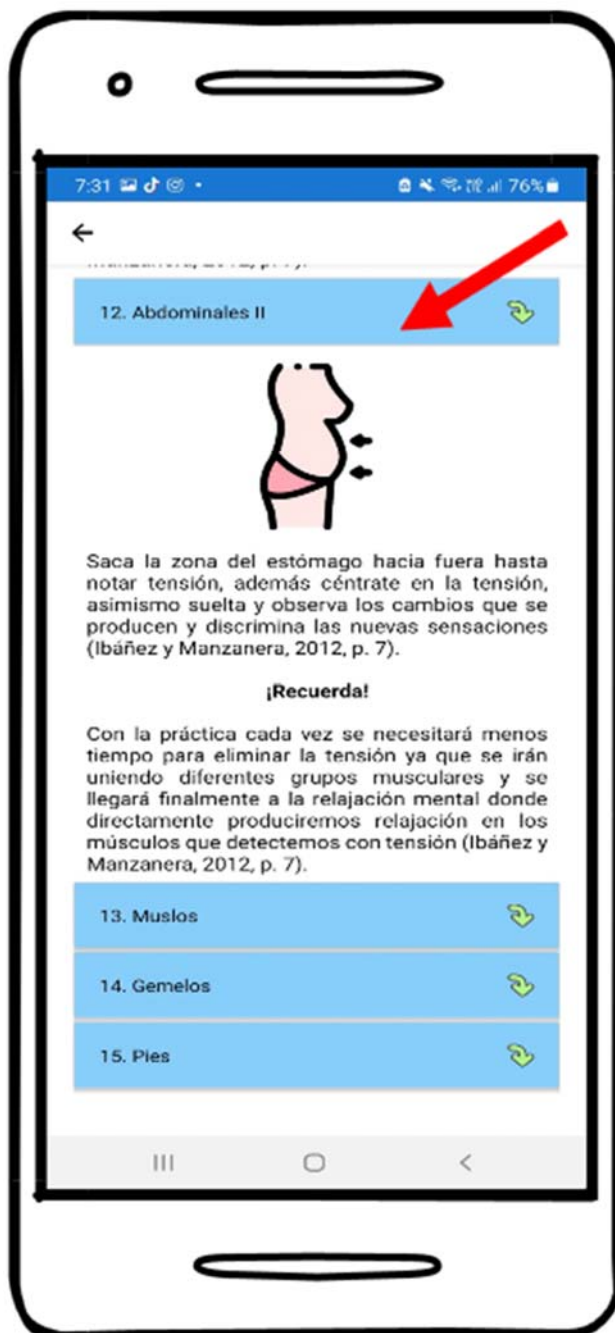 7:31
76%
12. Abdominales II
Saca la zona del estómago hacia fuera hasta
notar tensión, además céntrate en la tensión,
asimismo suelta y observa los cambios que se
producen y discrimina las nuevas sensaciones
(Ibáñez y Manzanera, 2012, p. 7).
¡Recuerda!
Con la práctica cada vez se necesitará menos
tiempo para eliminar la tensión ya que se irán
uniendo diferentes grupos musculares y se
llegará finalmente a la relajación mental donde
directamente produciremos relajación en los
músculos que detectemos con tensión (Ibáñez y
Manzanera, 2012, p. 7).
13. Muslos
14. Gemelos
15. Pies